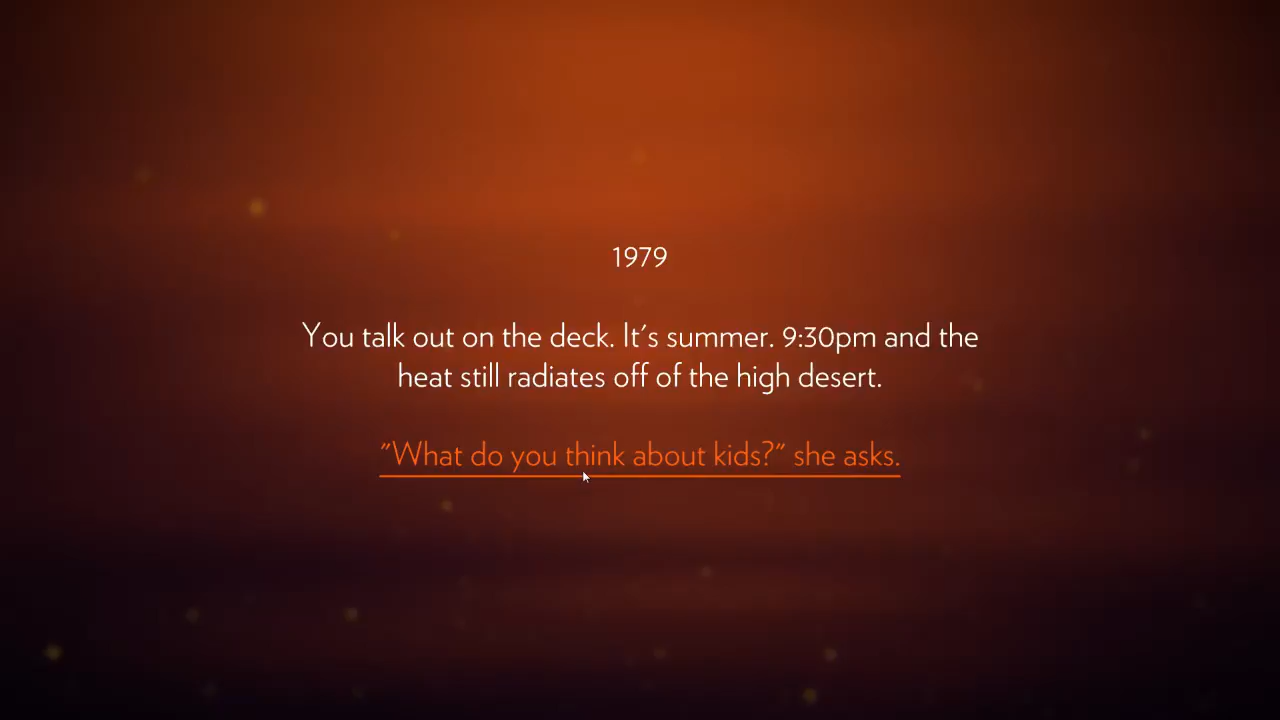 1979
You talk out on the deck. It's summer. 9:30pm and the
heat still radiates off of the high desert.
"What do you think about kids?" she asks.